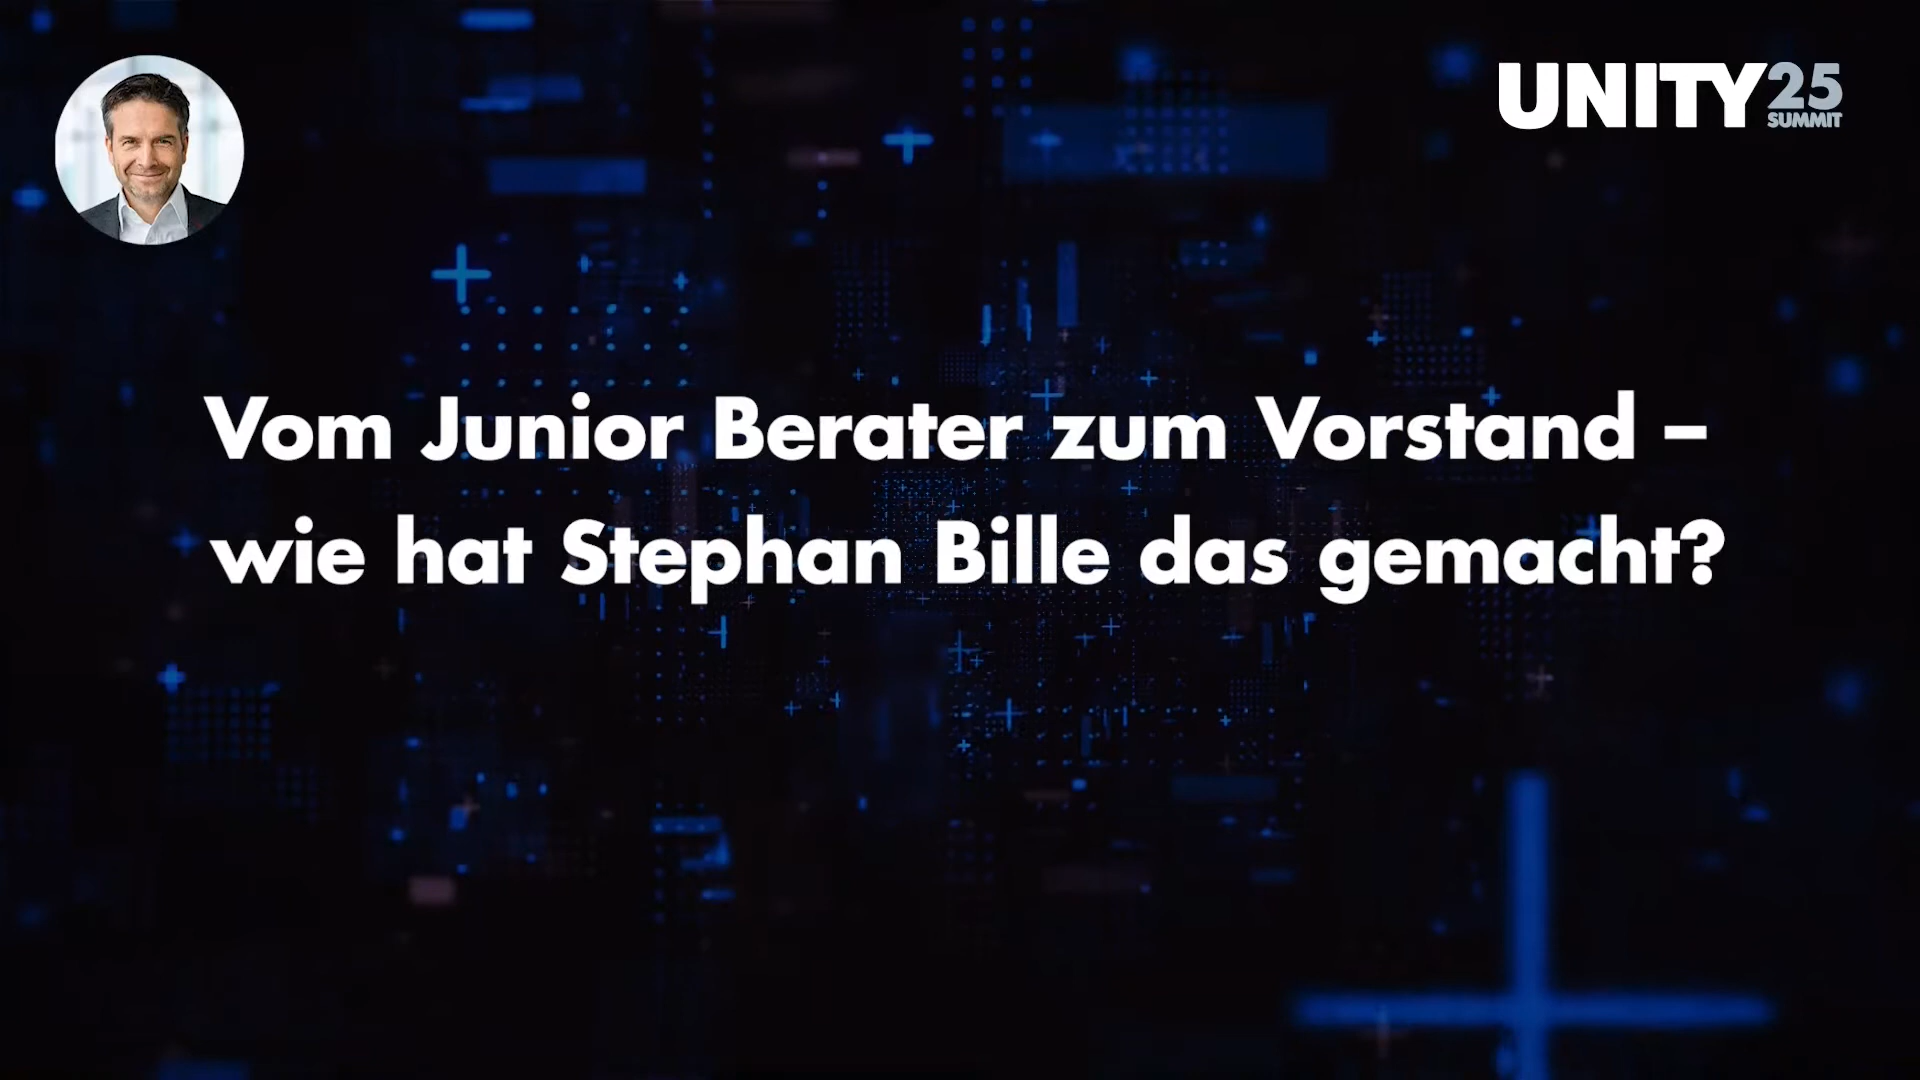 UNITY25
SUMMIT
Vom Junior Berater zum Vorstand –
wie hat Stephan Bille das gemacht?